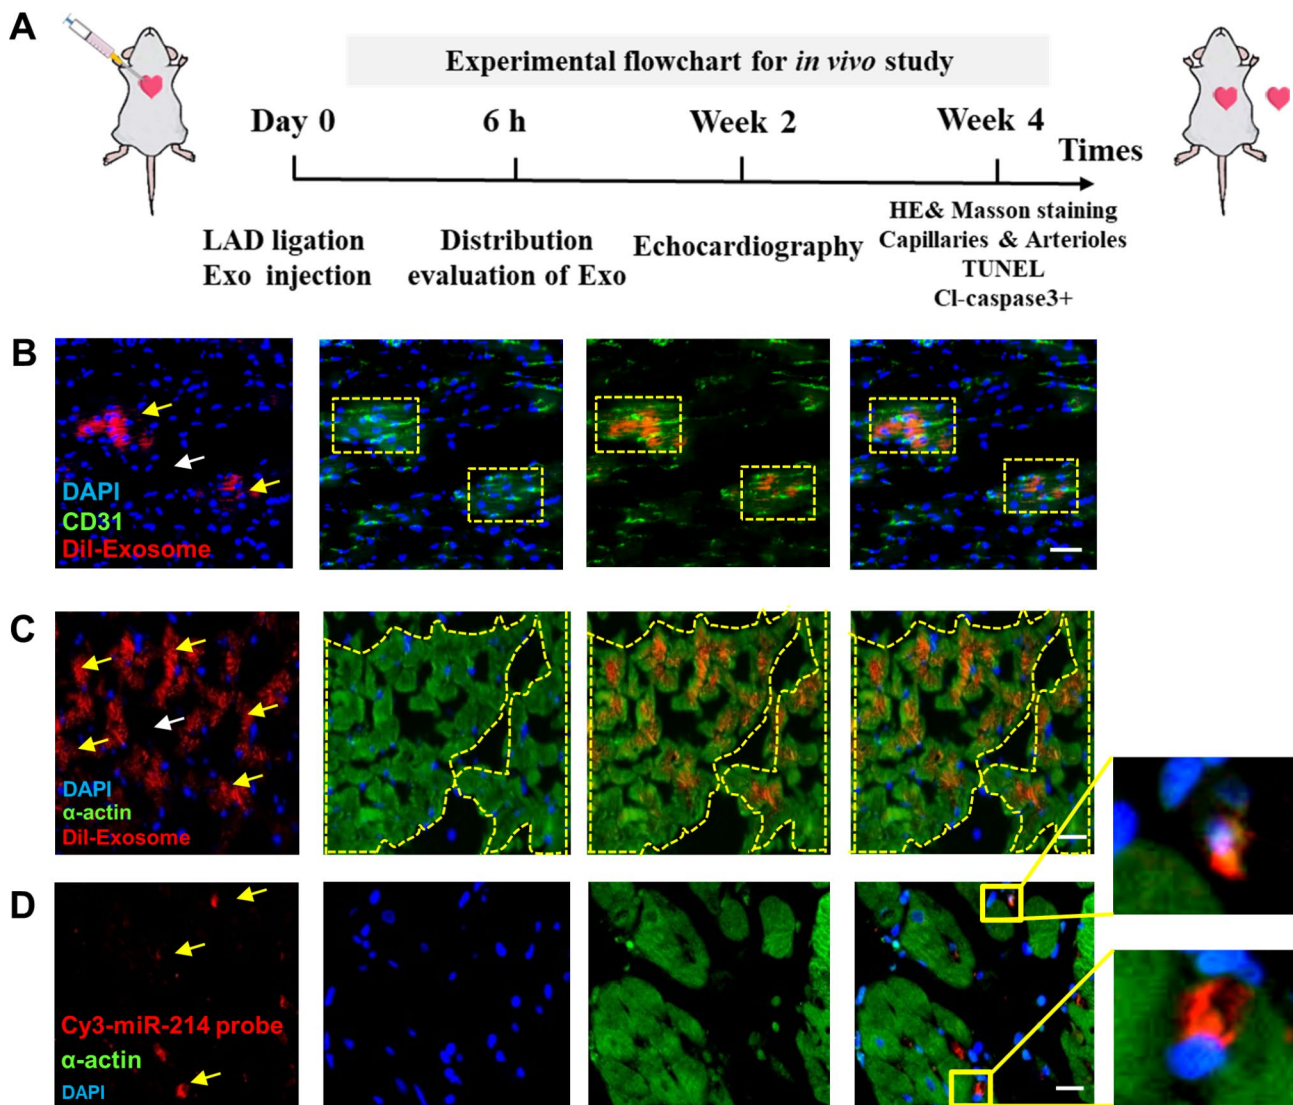 A
Experimental flowchart for in vivo study
Day 0
6 h
Week 2
Week 4
Times
LAD ligation
Exo injection
Distribution
evaluation of Exo
Echocardiography
HE& Masson staining
Capillaries & Arterioles
TUNEL
Cl-caspase3+
B
DAPI
CD31
Dil-Exosome
C
DAPI
α-actin
Dil-Exosome
D
Cy3-miR-214 probe
α-actin
DAPI